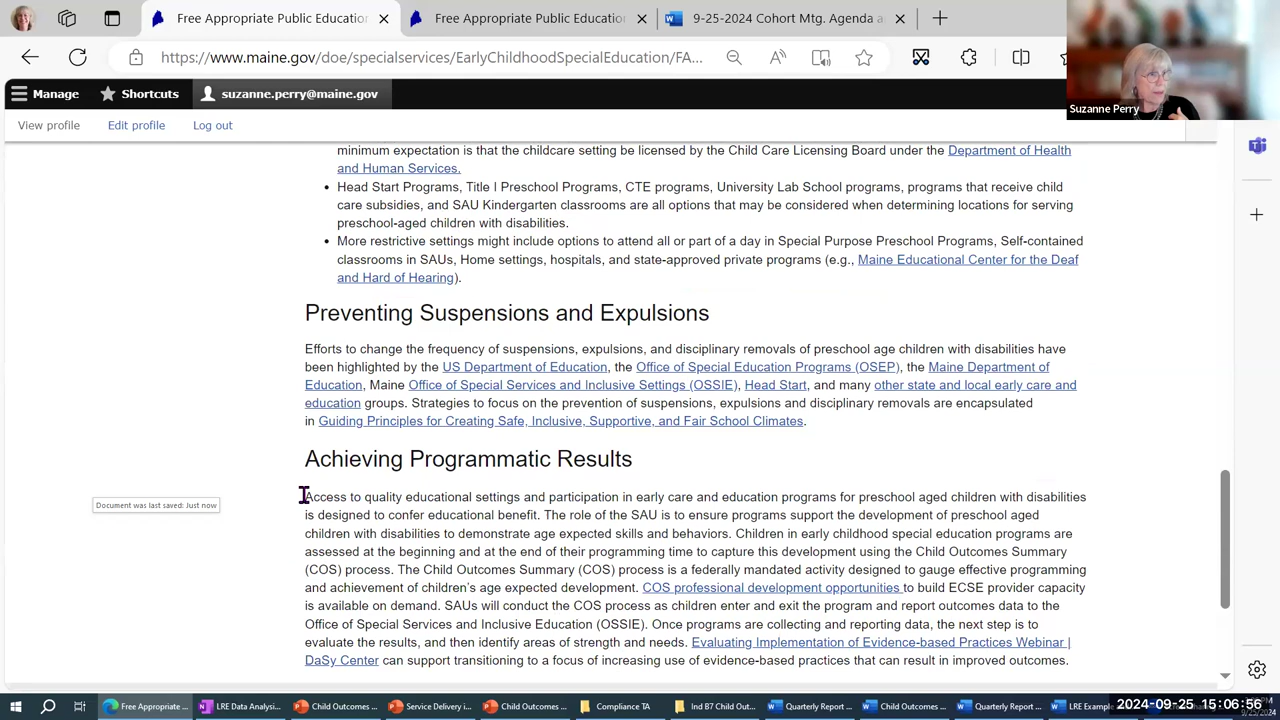 Free Appropriate Public Education
Free Appropriate Public Education
9-25-2024 Cohort Mtg. Agenda a
https://www.maine.gov/doe/specialservices/EarlyChildhoodSpecialEducation/FA...
Suzanne Perry
Manage
Shortcuts
suzanne.perry@maine.gov
View profile
Edit profile
Log out
minimum expectation is that the childcare setting be licensed by the Child Care Licensing Board under the Department of Health
and Human Services.
• Head Start Programs, Title I Preschool Programs, CTE programs, University Lab School programs, programs that receive child
care subsidies, and SAU Kindergarten classrooms are all options that may be considered when determining locations for serving
preschool-aged children with disabilities.
• More restrictive settings might include options to attend all or part of a day in Special Purpose Preschool Programs, Self-contained
classrooms in SAUs, Home settings, hospitals, and state-approved private programs (e.g., Maine Educational Center for the Deaf
and Hard of Hearing).
Preventing Suspensions and Expulsions
Efforts to change the frequency of suspensions, expulsions, and disciplinary removals of preschool age children with disabilities have
been highlighted by the US Department of Education, the Office of Special Education Programs (OSEP), the Maine Department of
Education, Maine Office of Special Services and Inclusive Settings (OSSIE), Head Start, and many other state and local early care and
education groups. Strategies to focus on the prevention of suspensions, expulsions and disciplinary removals are encapsulated
in Guiding Principles for Creating Safe, Inclusive, Supportive, and Fair School Climates.
Achieving Programmatic Results
Document was last saved: Just now
Access to quality educational settings and participation in early care and education programs for preschool aged children with disabilities
is designed to confer educational benefit. The role of the SAU is to ensure programs support the development of preschool aged
children with disabilities to demonstrate age expected skills and behaviors. Children in early childhood special education programs are
assessed at the beginning and at the end of their programming time to capture this development using the Child Outcomes Summary
(COS) process. The Child Outcomes Summary (COS) process is a federally mandated activity designed to gauge effective programming
and achievement of children's age expected development. COS professional development opportunities to build ECSE provider capacity
is available on demand. SAUs will conduct the COS process as children enter and exit the program and report outcomes data to the
Office of Special Services and Inclusive Education (OSSIE). Once programs are collecting and reporting data, the next step is to
evaluate the results, and then identify areas of strength and needs. Evaluating Implementation of Evidence-based Practices Webinar |
DaSy Center can support transitioning to a focus of increasing use of evidence-based practices that can result in improved outcomes.
Free Appropriate ...
LRE Data Analysi...
Child Outcomes ...
Service Delivery i...
Child Outcomes ...
Compliance TA
Ind B7 Child Out...
Quarterly Report ...
Child Outcomes ...
Quarterly Report ...
LRE Example
2024-09-25 15:06:56